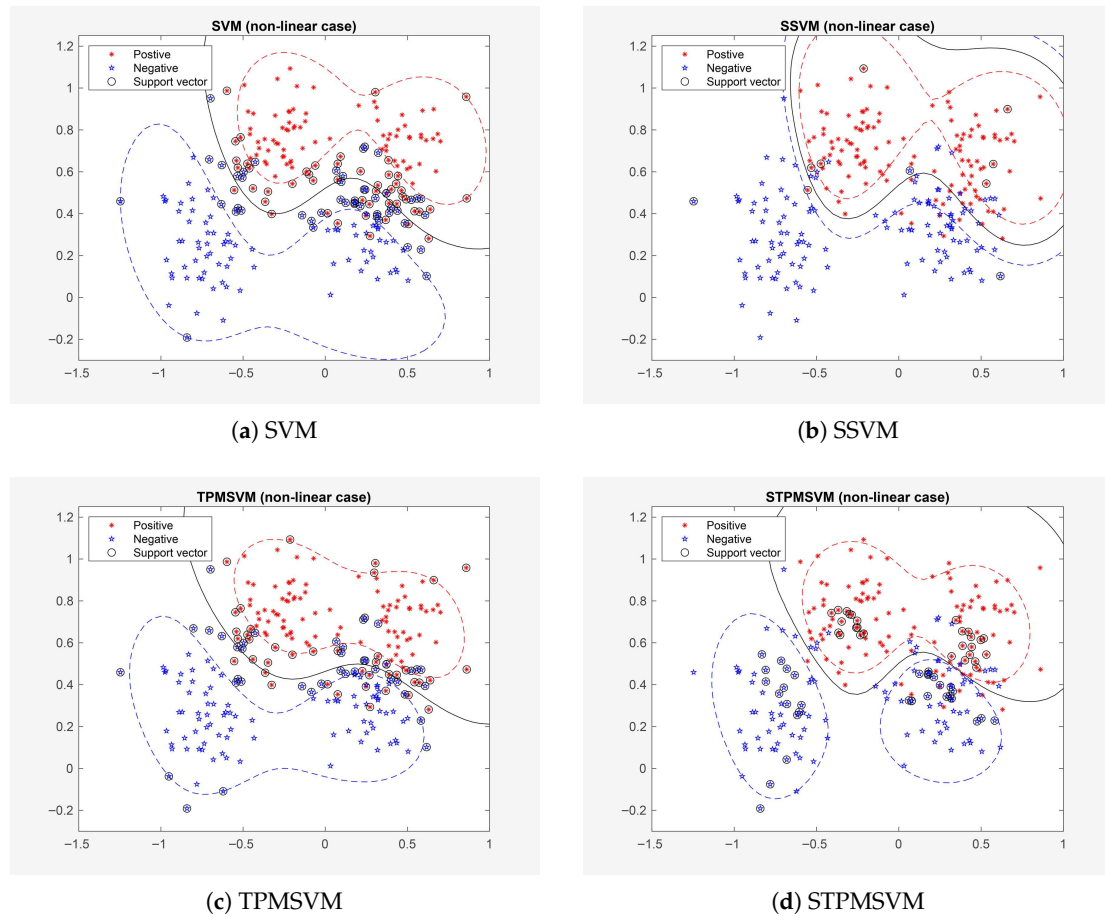 SVM (non-linear case)
Postive
Negative
Support vector
1.2
1
0.8
0.6
0.4
0.2
0
−0.2
−1.5 −1 −0.5 0 0.5 1
(a) SVM
SSVM (non-linear case)
Postive
Negative
Support vector
1.2
1
0.8
0.6
0.4
0.2
0
−0.2
−1.5 −1 −0.5 0 0.5 1
(b) SSVM
TPMSVM (non-linear case)
Positive
Negative
Support vector
1.2
1
0.8
0.6
0.4
0.2
0
−0.2
−1.5 −1 −0.5 0 0.5 1
(c) TPMSVM
STPMSVM (non-linear case)
Positive
Negative
Support vector
1.2
1
0.8
0.6
0.4
0.2
0
−0.2
−1.5 −1 −0.5 0 0.5 1
(d) STPMSVM